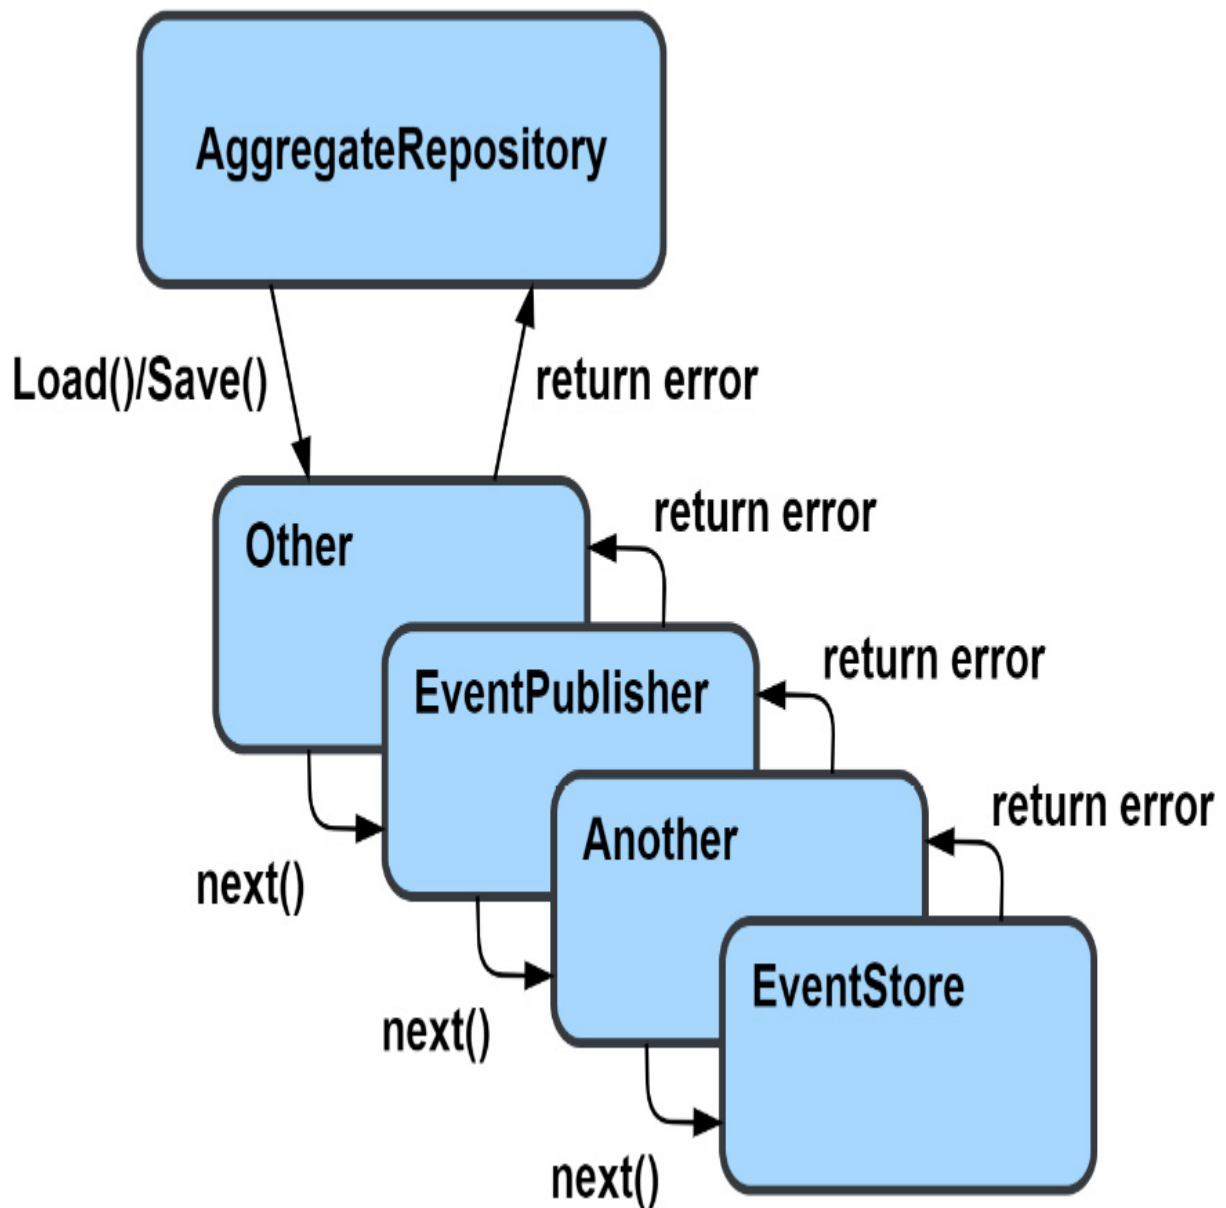 AggregateRepository
Load()/Save()
return error
Other
return error
EventPublisher
return error
next()
Another
return error
next()
EventStore
next()